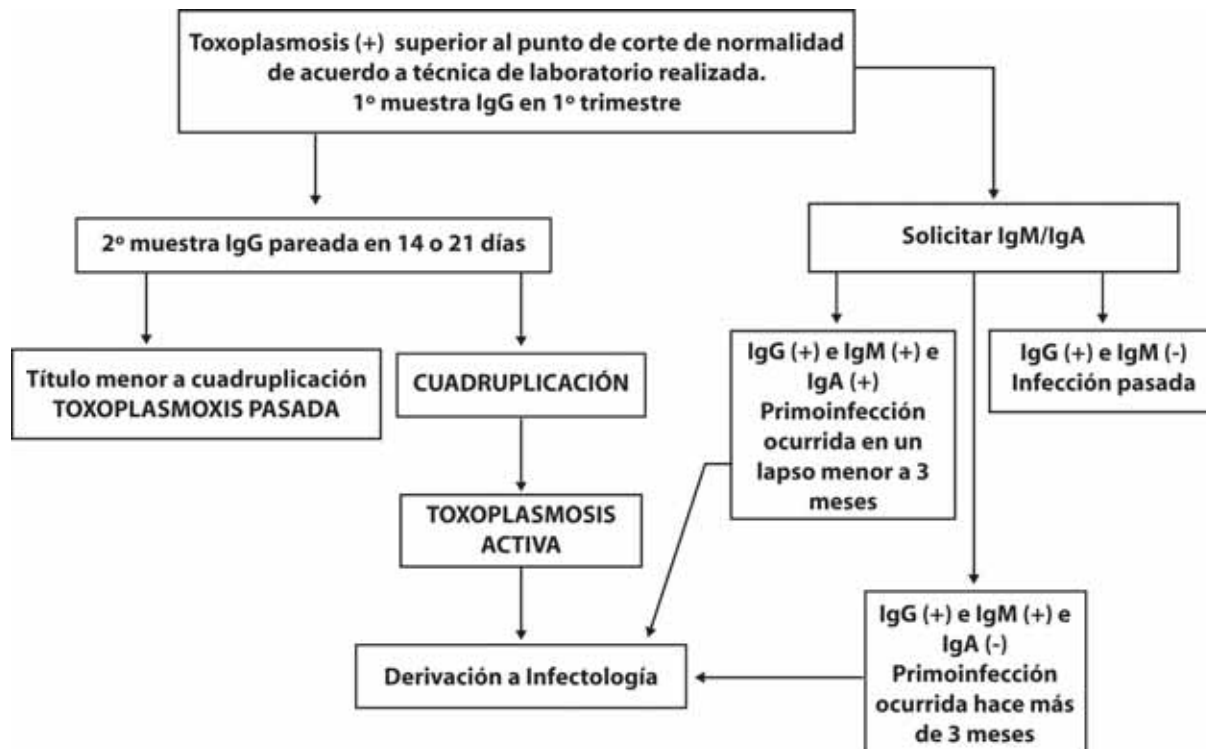 Toxoplasmosis (+) superior al punto de corte de normalidad
de acuerdo a técnica de laboratorio realizada.
1º muestra IgG en 1º trimestre
2º muestra IgG pareada en 14 o 21 días
Solicitar IgM/IgA
Título menor a cuadruplicación
TOXOPLASMOXIS PASADA
CUADRUPLICACIÓN
IgG (+) e IgM (+) e
IgA (+)
Primoinfección
ocurrida en un
lapso menor a 3
meses
IgG (+) e IgM (-)
Infección pasada
TOXOPLASMOSIS
ACTIVA
IgG (+) e IgM (+) e
IgA (-)
Primoinfección
ocurrida hace más
de 3 meses
Derivación a Infectología